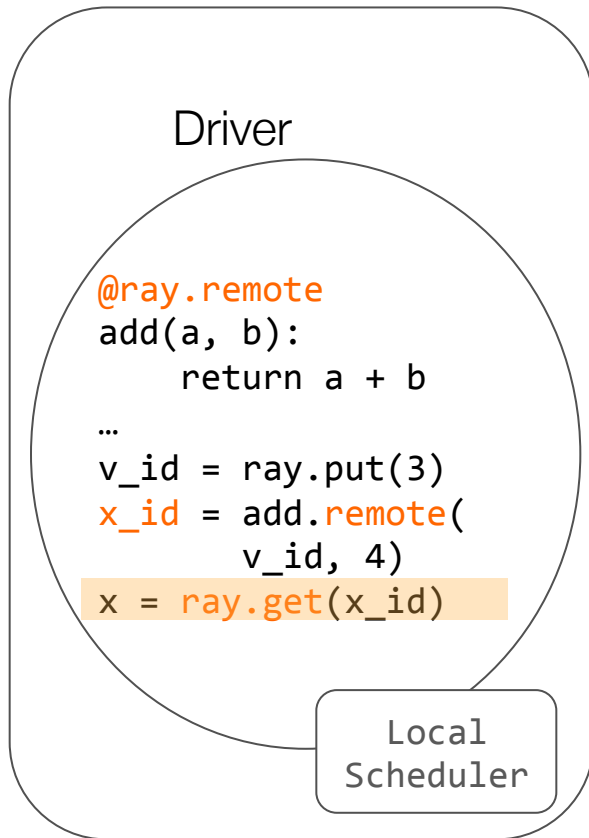 Driver
@ray.remote
add(a, b):
    return a + b
…
v_id = ray.put(3)
x_id = add.remote(
       v_id, 4)
x = ray.get(x_id)
Local
Scheduler